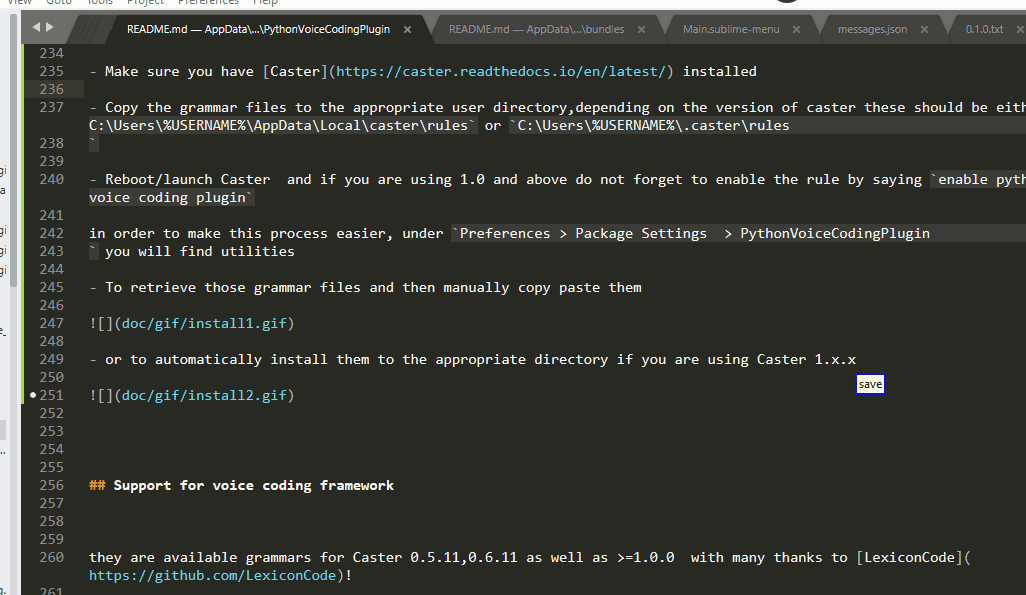 View Goto Tools Project Preferences Help
README.md — AppData\...\PythonVoiceCodingPlugin × README.md — AppData\...\bundles × Main.sublime-menu × messages.json × 0.1.0.txt ×
234
235 - Make sure you have [Caster](https://caster.readthedocs.io/en/latest/) installed
236
237 - Copy the grammar files to the appropriate user directory,depending on the version of caster these should be eith
C:\Users\%USERNAME%\AppData\Local\caster\rules` or `C:\Users\%USERNAME%\.caster\rules
238 `
239
240 - Reboot/launch Caster  and if you are using 1.0 and above do not forget to enable the rule by saying `enable pyth
voice coding plugin`
241
242 in order to make this process easier, under `Preferences > Package Settings  > PythonVoiceCodingPlugin
243 ` you will find utilities
244
245 - To retrieve those grammar files and then manually copy paste them
246
247 ![](doc/gif/install1.gif)
248
249 - or to automatically install them to the appropriate directory if you are using Caster 1.x.x
250
save
251 ![](doc/gif/install2.gif)
252
253
254
255
256 ## Support for voice coding framework
257
258
259
260 they are available grammars for Caster 0.5.11,0.6.11 as well as >=1.0.0  with many thanks to [LexiconCode](
https://github.com/LexiconCode)!
261